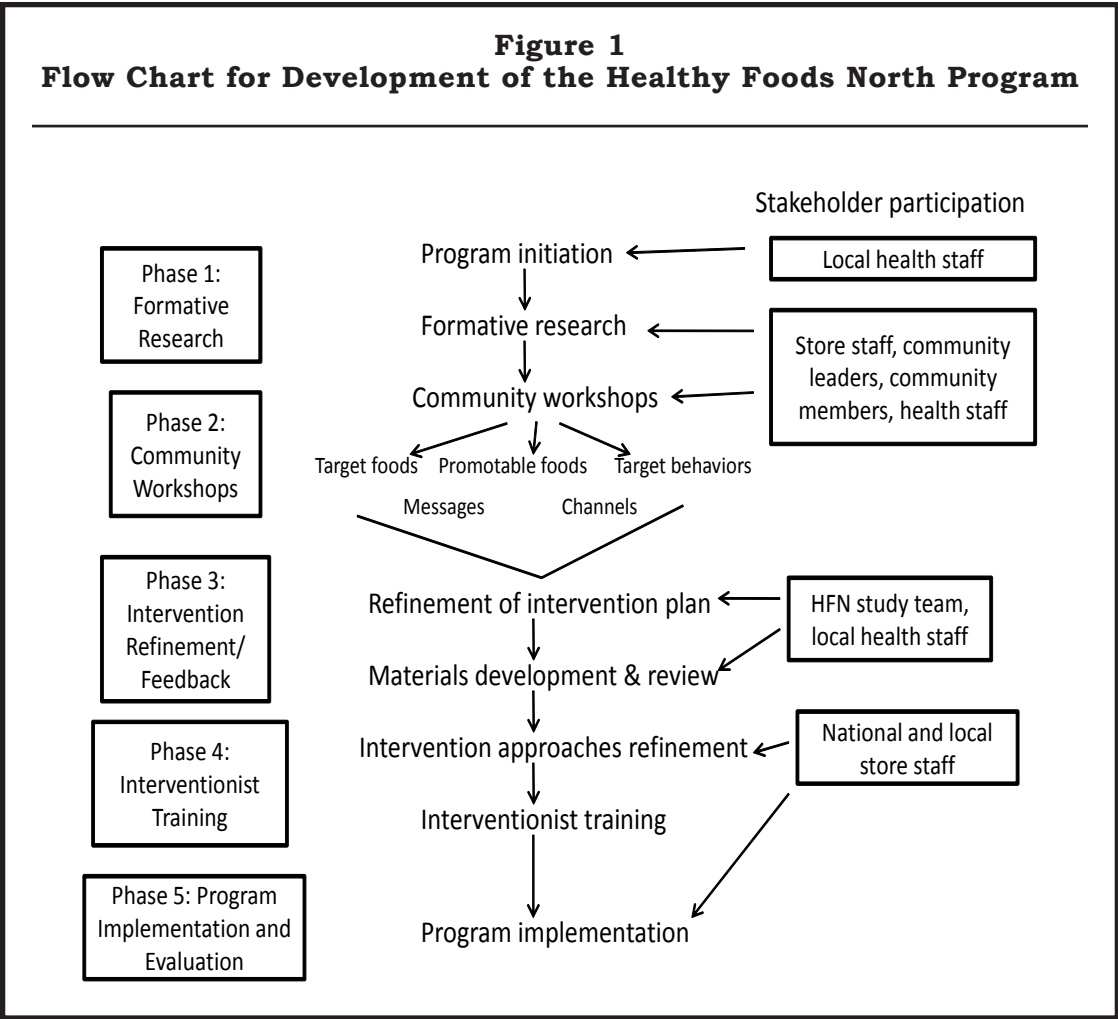 Figure 1
Flow Chart for Development of the Healthy Foods North Program
Stakeholder participation
Phase 1:
Formative
Research
Program initiation
Local health staff
Formative research
Store staff, community
leaders, community
members, health staff
Phase 2:
Community
Workshops
Community workshops
Target foods
Promotable foods
Target behaviors
Messages
Channels
Phase 3:
Intervention
Refinement/
Feedback
Refinement of intervention plan
HFN study team,
local health staff
Materials development & review
Phase 4:
Interventionist
Training
Intervention approaches refinement
National and local
store staff
Interventionist training
Phase 5: Program
Implementation and
Evaluation
Program implementation